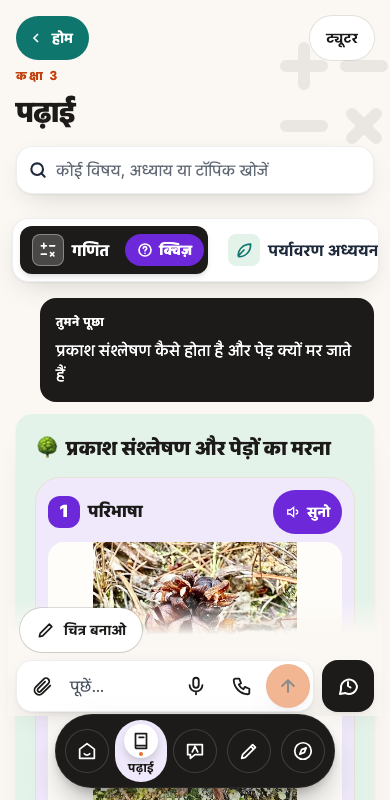 होम
ट्यूटर
कक्षा 3
पढ़ाई
कोई विषय, अध्याय या टॉपिक खोजें
गणित
क्विज़
पर्यावरण अध्ययन
तुमने पूछा
प्रकाश संश्लेषण कैसे होता है और पेड़ क्यों मर जाते
हैं
प्रकाश संश्लेषण और पेड़ों का मरना
1 परिभाषा
सुनो
चित्र बनाओ
पूछें...
पढ़ाई